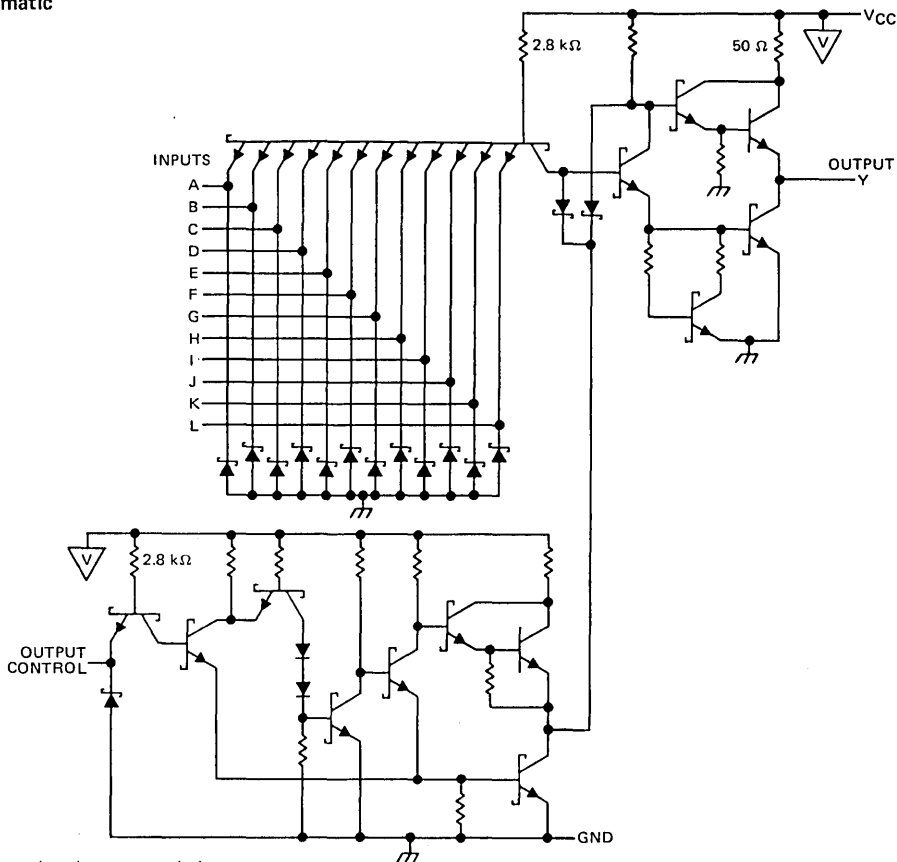 matic
VCC
2.8 kΩ
50 Ω
V
INPUTS
OUTPUT
Y
A
B
C
D
E
F
G
H
I
J
K
L
V
2.8 kΩ
OUTPUT
CONTROL
GND